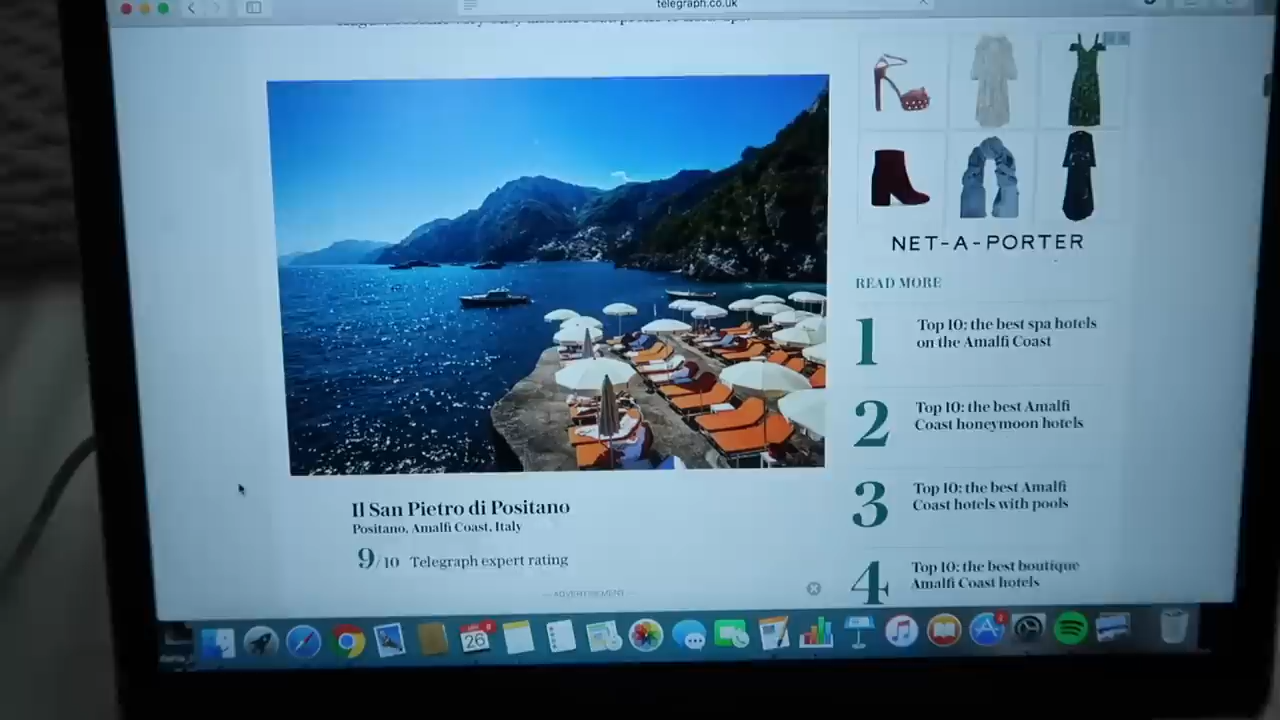 telegraph.co.uk
NET-A-PORTER
READ MORE
1
Top 10: the best spa hotels
on the Amalfi Coast
2
Top 10: the best Amalfi
Coast honeymoon hotels
3
Top 10: the best Amalfi
Coast hotels with pools
4
Top 10: the best boutique
Amalfi Coast hotels
Il San Pietro di Positano
Positano, Amalfi Coast, Italy
9/10 Telegraph expert rating
ADVERTISEMENT
26